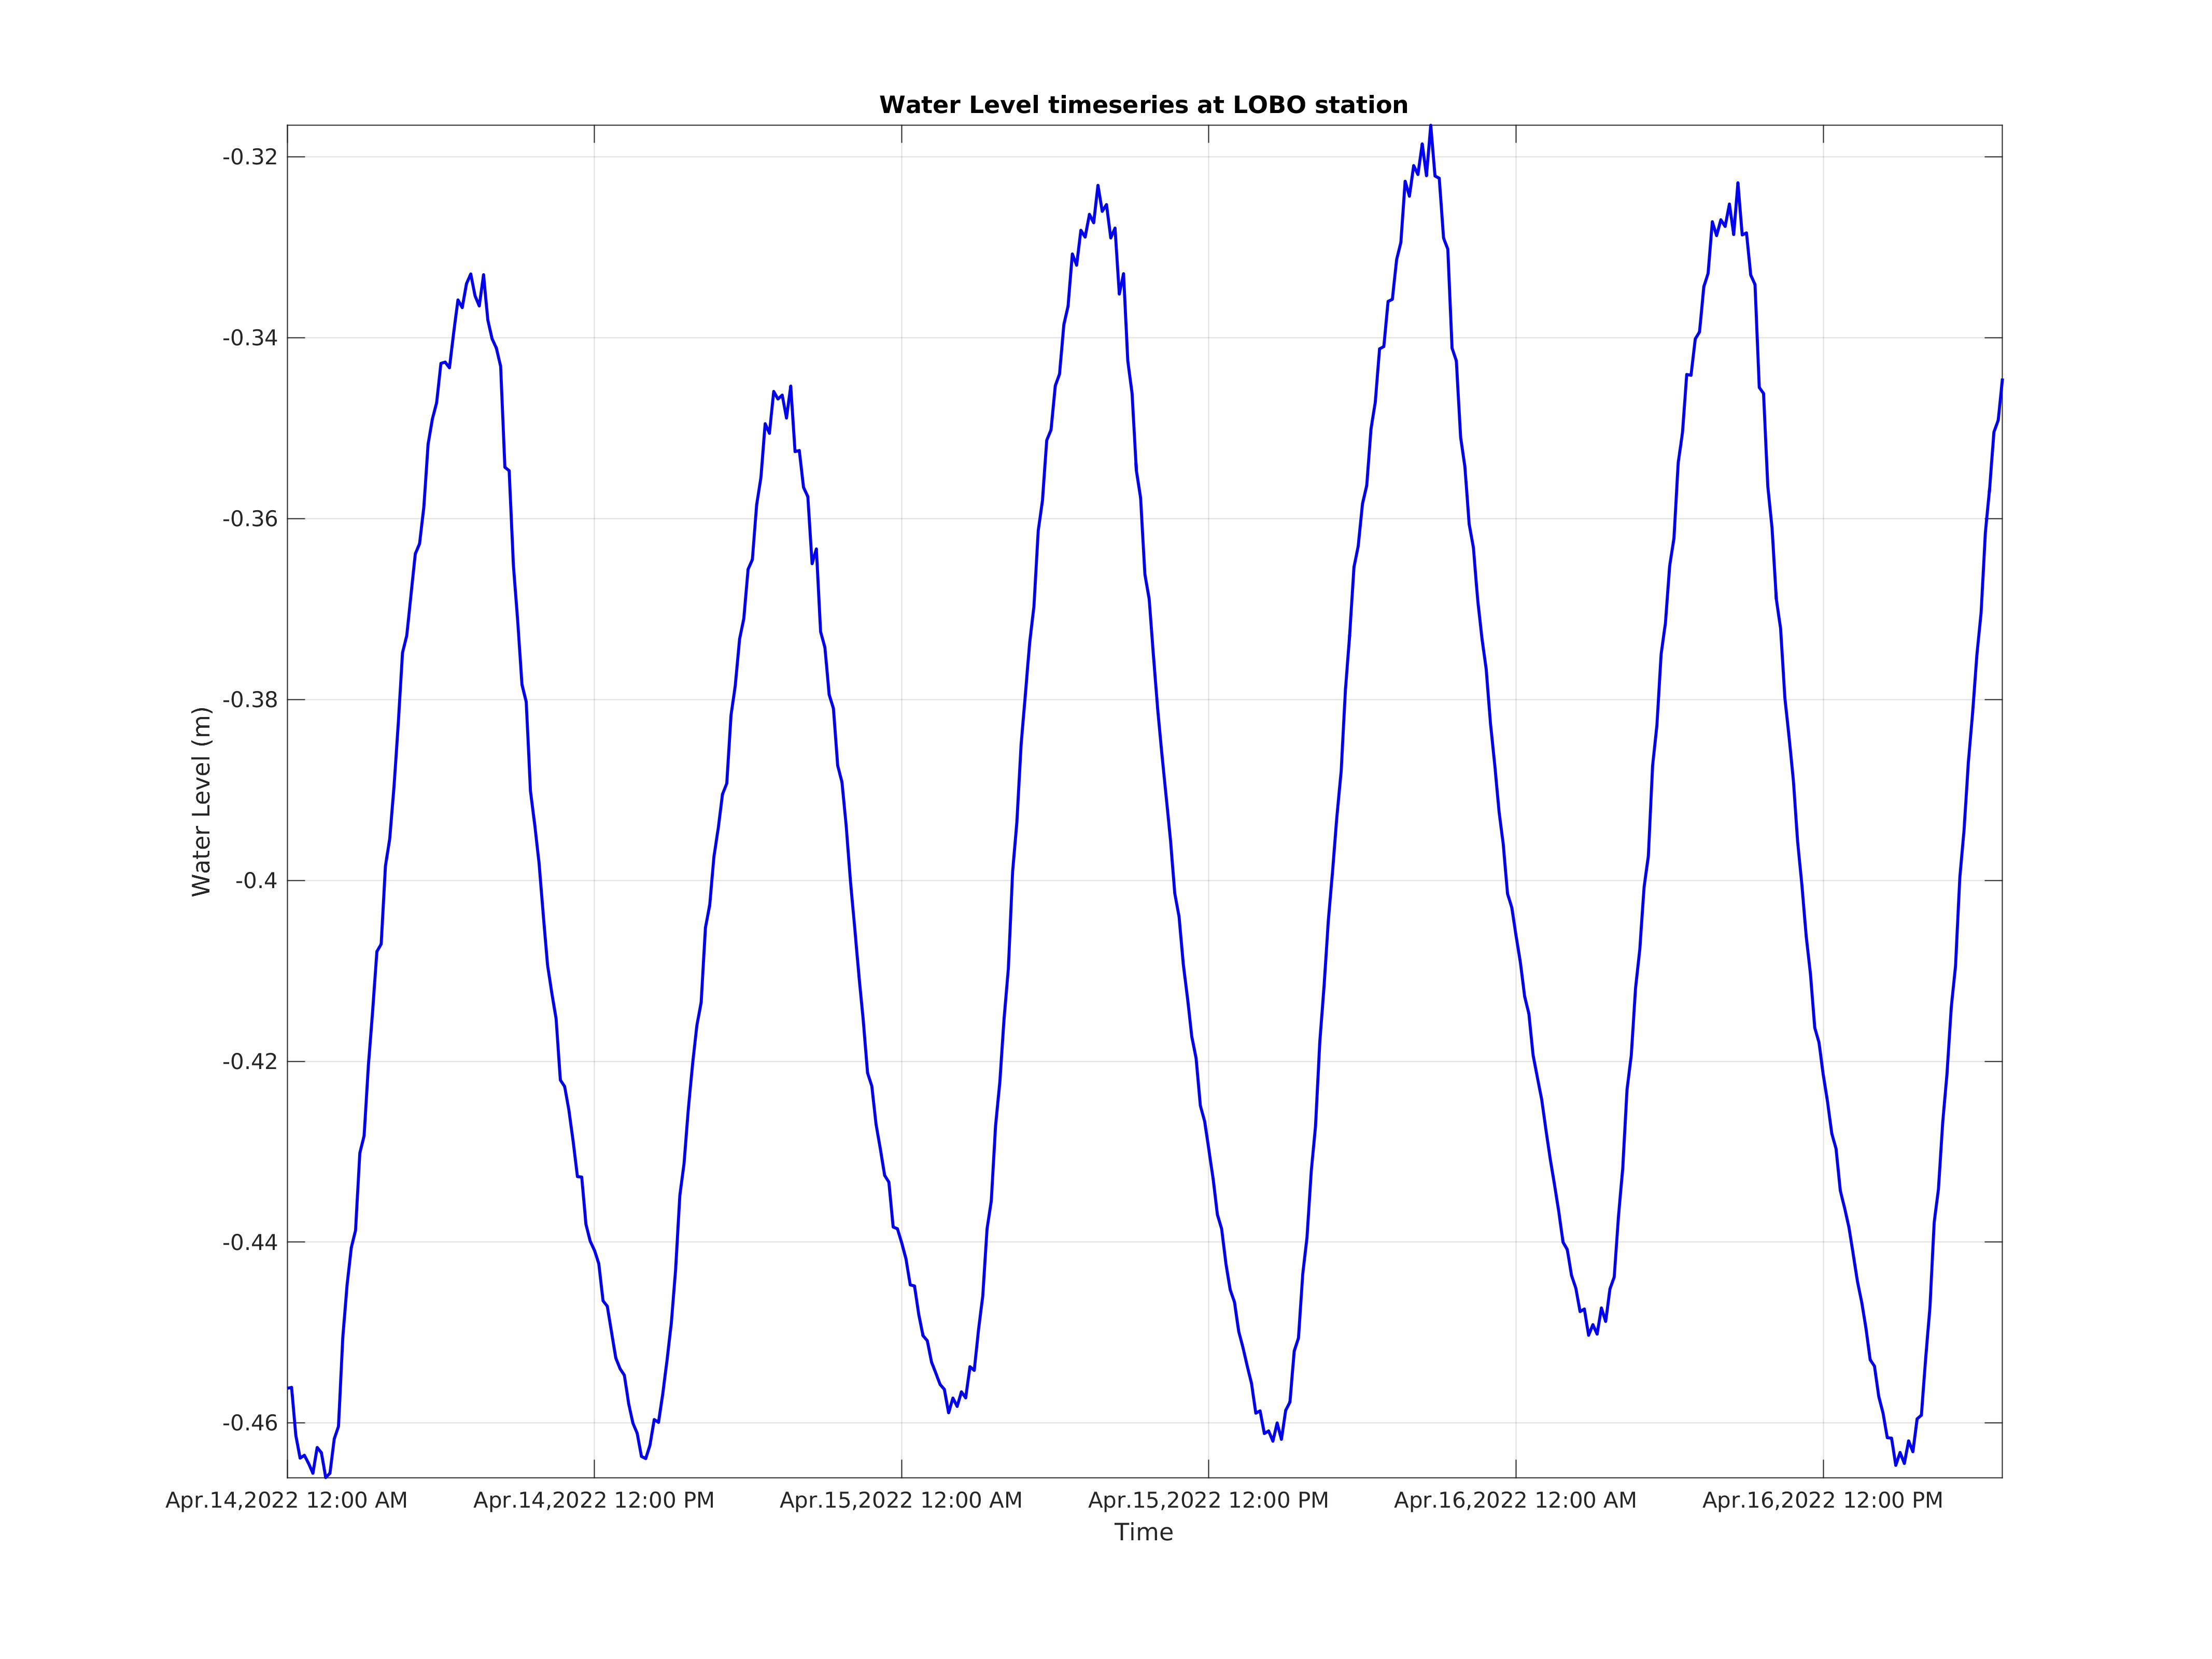 Water Level timeseries at LOBO station
-0.32
-0.34
-0.36
-0.38
-0.4
-0.42
-0.44
-0.46
Water Level (m)
Apr.14,2022 12:00 AM
Apr.14,2022 12:00 PM
Apr.15,2022 12:00 AM
Apr.15,2022 12:00 PM
Apr.16,2022 12:00 AM
Apr.16,2022 12:00 PM
Time